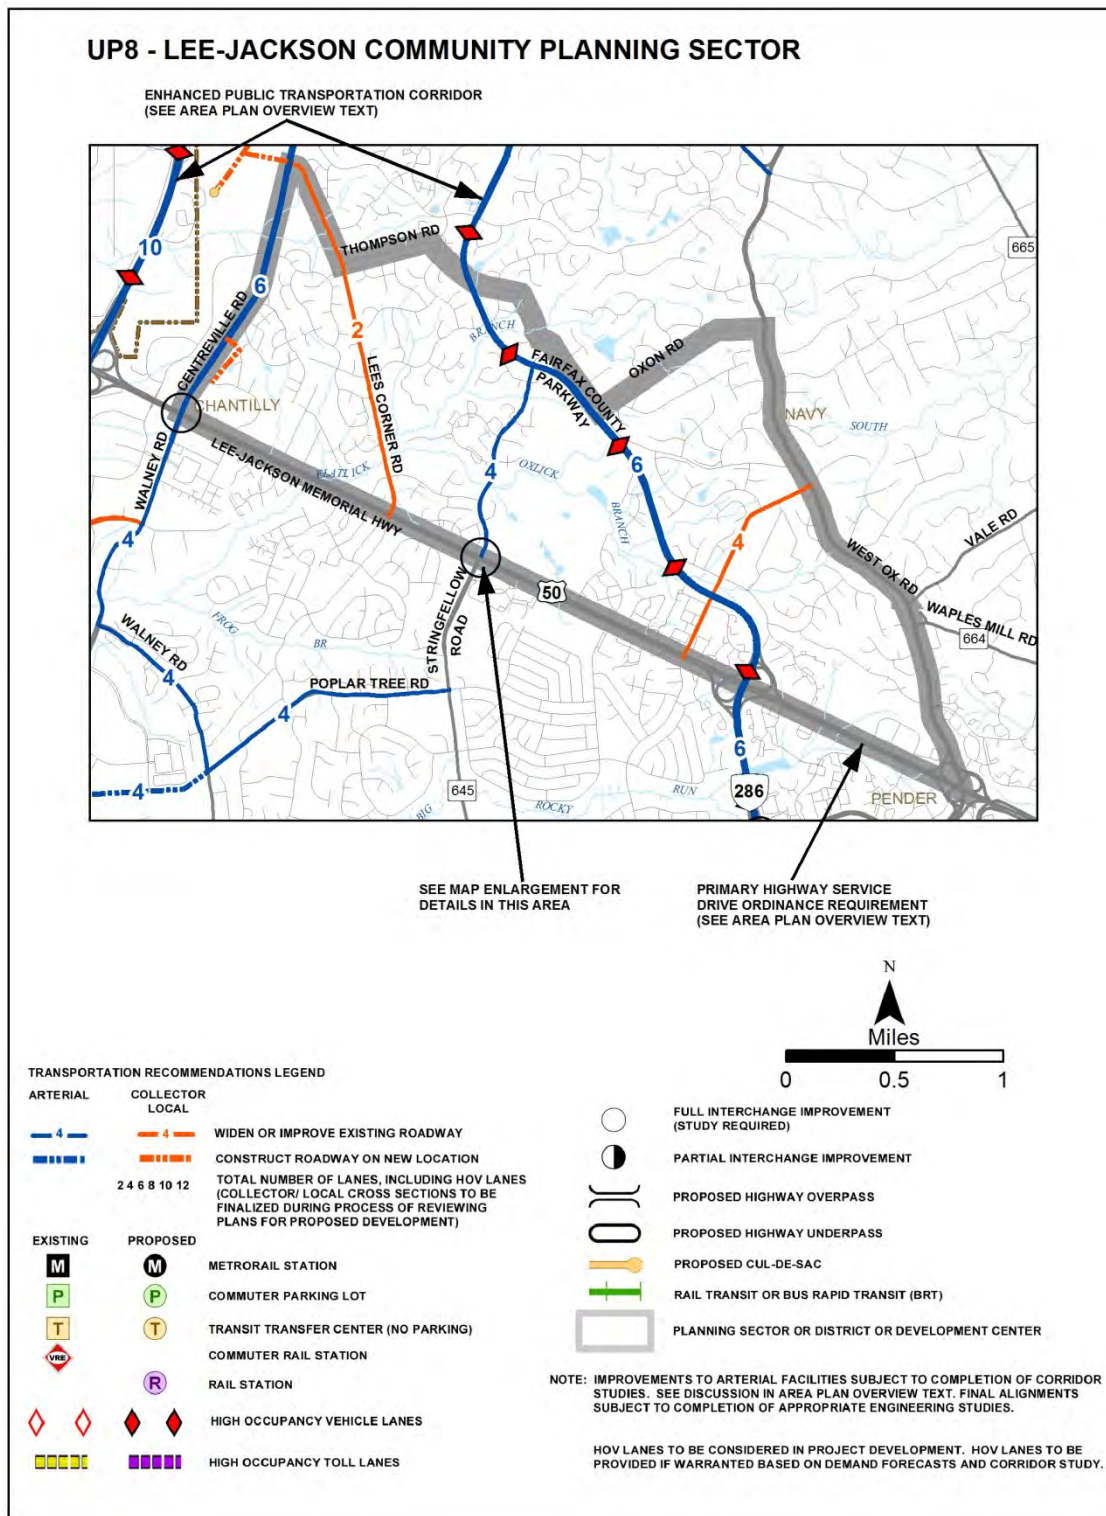 UP8 - LEE-JACKSON COMMUNITY PLANNING SECTOR
ENHANCED PUBLIC TRANSPORTATION CORRIDOR
(SEE AREA PLAN OVERVIEW TEXT)
10
6
THOMPSON RD
665
CENTREVILLE RD
2
BRANCH
FAIRFAX COUNTY
PARKWAY
OXON RD
LEES CORNER RD
CHANTILLY
NAVY
SOUTH
WALNEY RD
LEE-JACKSON MEMORIAL HWY
FLATLICK
4
OXLICK
6
BRANCH
4
4
VALE RD
WEST OX RD
50
STRINGFELLOW
ROAD
WAPLES MILL RD
664
FROG
BR
WALNEY RD
4
POPLAR TREE RD
4
6
4
645
286
BIG
ROCKY
RUN
PENDER
SEE MAP ENLARGEMENT FOR
DETAILS IN THIS AREA
PRIMARY HIGHWAY SERVICE
DRIVE ORDINANCE REQUIREMENT
(SEE AREA PLAN OVERVIEW TEXT)
N
Miles
0 0.5 1
TRANSPORTATION RECOMMENDATIONS LEGEND
ARTERIAL COLLECTOR
LOCAL
4 4 WIDEN OR IMPROVE EXISTING ROADWAY
CONSTRUCT ROADWAY ON NEW LOCATION
2 4 6 8 10 12 TOTAL NUMBER OF LANES, INCLUDING HOV LANES
(COLLECTOR/ LOCAL CROSS SECTIONS TO BE
FINALIZED DURING PROCESS OF REVIEWING
PLANS FOR PROPOSED DEVELOPMENT)
EXISTING PROPOSED
M M METRORAIL STATION
P P COMMUTER PARKING LOT
T T TRANSIT TRANSFER CENTER (NO PARKING)
VRE COMMUTER RAIL STATION
R RAIL STATION
HIGH OCCUPANCY VEHICLE LANES
HIGH OCCUPANCY TOLL LANES
FULL INTERCHANGE IMPROVEMENT
(STUDY REQUIRED)
PARTIAL INTERCHANGE IMPROVEMENT
PROPOSED HIGHWAY OVERPASS
PROPOSED HIGHWAY UNDERPASS
PROPOSED CUL-DE-SAC
RAIL TRANSIT OR BUS RAPID TRANSIT (BRT)
PLANNING SECTOR OR DISTRICT OR DEVELOPMENT CENTER
NOTE: IMPROVEMENTS TO ARTERIAL FACILITIES SUBJECT TO COMPLETION OF CORRIDOR
STUDIES. SEE DISCUSSION IN AREA PLAN OVERVIEW TEXT. FINAL ALIGNMENTS
SUBJECT TO COMPLETION OF APPROPRIATE ENGINEERING STUDIES.
HOV LANES TO BE CONSIDERED IN PROJECT DEVELOPMENT. HOV LANES TO BE
PROVIDED IF WARRANTED BASED ON DEMAND FORECASTS AND CORRIDOR STUDY.